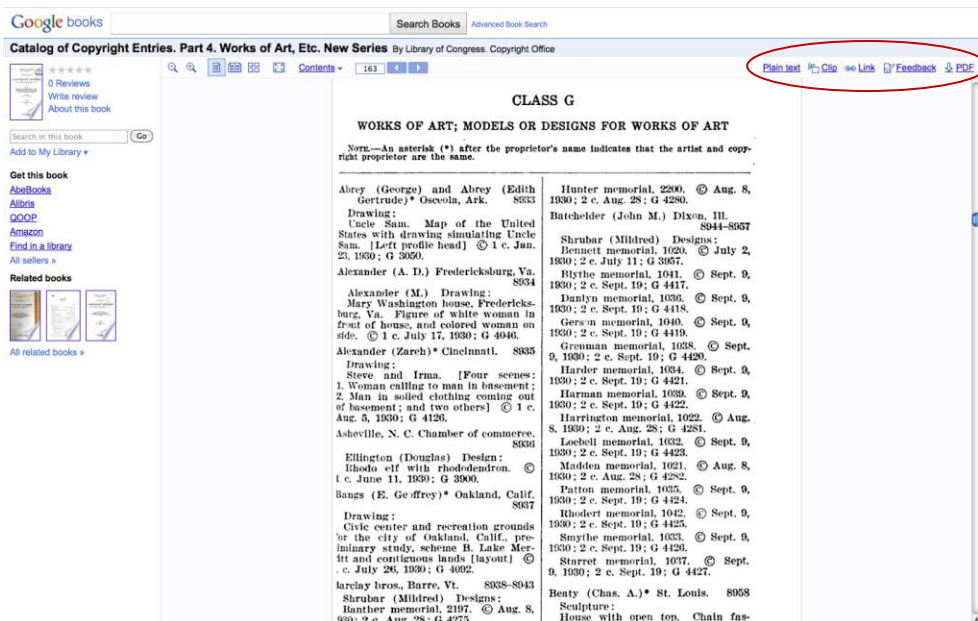 Google books
Search Books Advanced Book Search
Catalog of Copyright Entries. Part 4. Works of Art, Etc. New Series By Library of Congress. Copyright Office
0 Reviews
Write review
About this book
Search in this book Go
Add to My Library ▾
Get this book
AbeBooks
Alibris
QOOP
Amazon
Find in a library
All sellers »
Related books
All related books »
Contents ▾ 163
Plain text Clip Link Feedback PDF
CLASS G
WORKS OF ART; MODELS OR DESIGNS FOR WORKS OF ART
NOTE.—An asterisk (*) after the proprietor's name indicates that the artist and copy-
right proprietor are the same.
Abrey (George) and Abrey (Edith
Gertrude)* Osceola, Ark. 8933
Drawing:
Uncle Sam. Map of the United
States with drawing simulating Uncle
Sam. [Left profile head] © 1 c. Jan.
23, 1930; G 3050.
Alexander (A. D.) Fredericksburg, Va.
8934
Alexander (M.) Drawing:
Mary Washington house, Fredericks-
burg, Va. Figure of white woman in
front of house, and colored woman on
side. © 1 c. July 17, 1930; G 4046.
Alexander (Zareh)* Cincinnati. 8935
Drawing:
Steve and Irma. [Four scenes:
1. Woman calling to man in basement;
2. Man in soiled clothing coming out
of basement; and two others] © 1 c.
Aug. 5, 1930; G 4126.
Asheville, N. C. Chamber of commerce.
8936
Ellington (Douglas) Design:
Rhodo elf with rhododendron. ©
1 c. June 11, 1930; G 3900.
Bangs (E. Geoffrey)* Oakland, Calif.
8937
Drawing:
Civic center and recreation grounds
for the city of Oakland, Calif., pre-
liminary study, scheme B. Lake Mer-
ritt and contiguous lands [layout] ©
c. July 26, 1930; G 4092.
Barclay bros., Barre, Vt. 8938-8943
Shrubar (Mildred) Designs:
Banther memorial, 2197. © Aug. 8,
1930; 2 c. Aug. 28; G 4275
Hunter memorial, 2200. © Aug. 8,
1930; 2 c. Aug. 28; G 4280.
Batchelder (John M.) Dixon, Ill.
8944-8957
Shrubar (Mildred) Designs:
Bennett memorial, 1020. © July 2,
1930; 2 c. July 11; G 3957.
Blythe memorial, 1041. © Sept. 9,
1930; 2 c. Sept. 19; G 4417.
Danlyn memorial, 1036. © Sept. 9,
1930; 2 c. Sept. 19; G 4418.
Gerson memorial, 1040. © Sept. 9,
1930; 2 c. Sept. 19; G 4419.
Grenman memorial, 1038. © Sept.
9, 1930; 2 c. Sept. 19; G 4420.
Harder memorial, 1034. © Sept. 9,
1930; 2 c. Sept. 19; G 4421.
Harman memorial, 1039. © Sept. 9,
1930; 2 c. Sept. 19; G 4422.
Harrington memorial, 1022. © Aug.
8, 1930; 2 c. Aug. 28; G 4281.
Loebell memorial, 1032. © Sept. 9,
1930; 2 c. Sept. 19; G 4423.
Madden memorial, 1021. © Aug. 8,
1930; 2 c. Aug. 28; G 4282.
Patton memorial, 1035. © Sept. 9,
1930; 2 c. Sept. 19; G 4424.
Rhodert memorial, 1042. © Sept. 9,
1930; 2 c. Sept. 19; G 4425.
Smythe memorial, 1033. © Sept. 9,
1930; 2 c. Sept. 19; G 4426.
Starret memorial, 1037. © Sept.
9, 1930; 2 c. Sept. 19; G 4427.
Beaty (Chas. A.)* St. Louis. 8958
Sculpture:
House with open top. Chain fas-